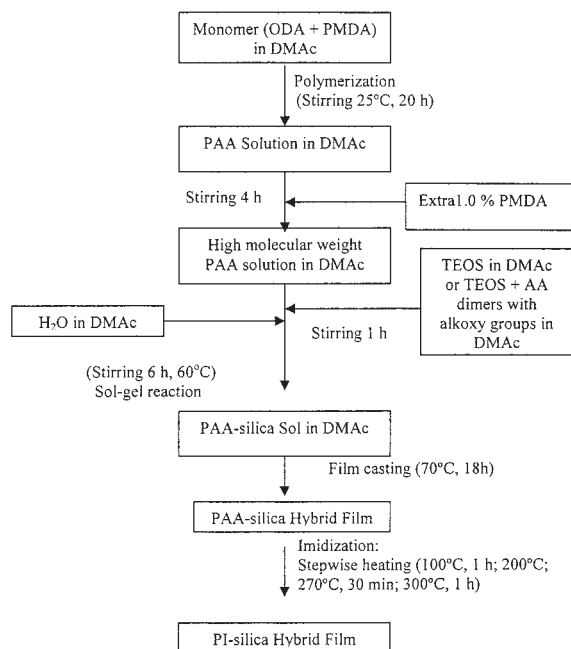 Monomer (ODA + PMDA)
in DMAc
Polymerization
(Stirring 25°C, 20 h)
PAA Solution in DMAc
Stirring 4 h
Extra1.0 % PMDA
High molecular weight
PAA solution in DMAc
TEOS in DMAc
or TEOS + AA
dimers with
alkoxy groups in
DMAc
H₂O in DMAc
Stirring 1 h
(Stirring 6 h, 60°C)
Sol-gel reaction
PAA-silica Sol in DMAc
Film casting (70°C, 18h)
PAA-silica Hybrid Film
Imidization:
Stepwise heating (100°C, 1 h; 200°C;
270°C, 30 min; 300°C, 1 h)
PI-silica Hybrid Film